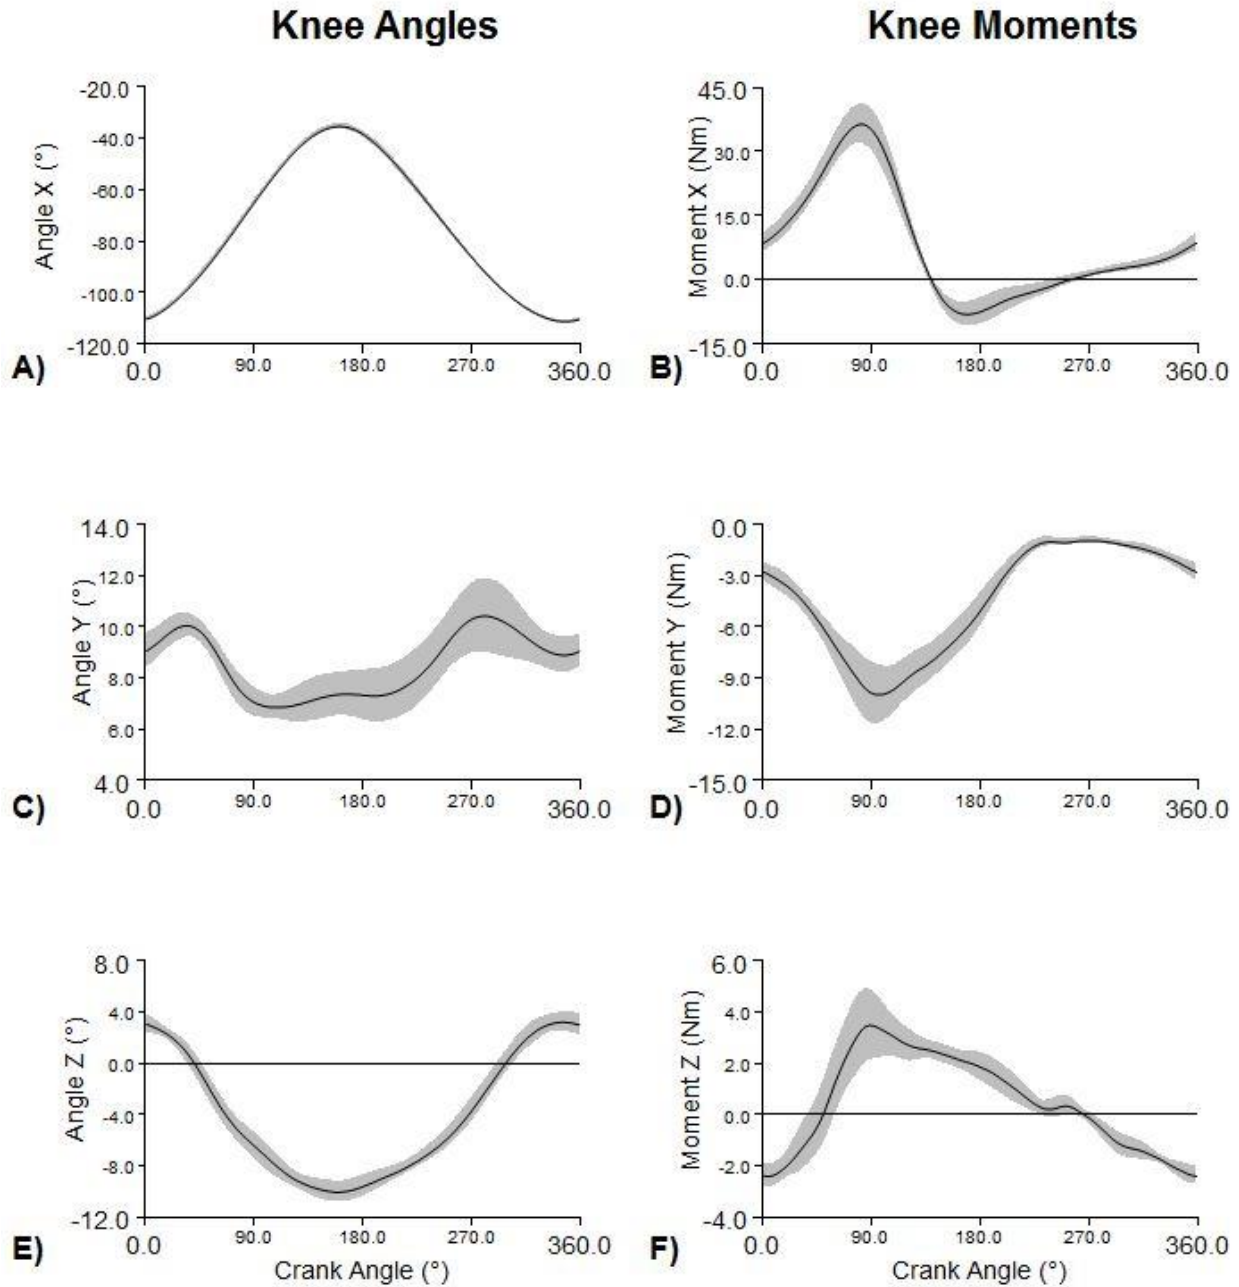 Knee Angles
Knee Moments
Angle X (°)
-20.0
-40.0
-60.0
-80.0
-100.0
-120.0
0.0 90.0 180.0 270.0 360.0
A)
Moment X (Nm)
45.0
30.0
15.0
0.0
-15.0
0.0 90.0 180.0 270.0 360.0
B)
Angle Y (°)
14.0
12.0
10.0
8.0
6.0
4.0
0.0 90.0 180.0 270.0 360.0
C)
Moment Y (Nm)
0.0
-3.0
-6.0
-9.0
-12.0
-15.0
0.0 90.0 180.0 270.0 360.0
D)
Angle Z (°)
8.0
4.0
0.0
-4.0
-8.0
-12.0
0.0 90.0 180.0 270.0 360.0
E)
Crank Angle (°)
Moment Z (Nm)
6.0
4.0
2.0
0.0
-2.0
-4.0
0.0 90.0 180.0 270.0 360.0
F)
Crank Angle (°)